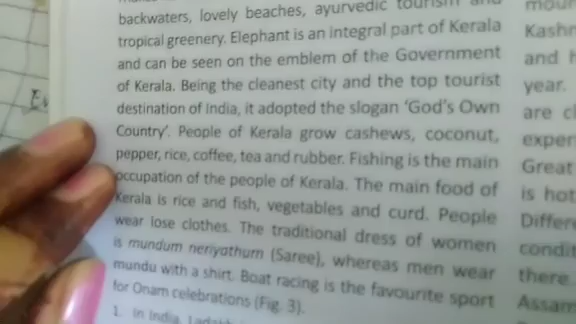 backwaters, lovely beaches, ayurvedic tourism and
tropical greenery. Elephant is an integral part of Kerala
and can be seen on the emblem of the Government
of Kerala. Being the cleanest city and the top tourist
destination of India, it adopted the slogan 'God's Own
Country'. People of Kerala grow cashews, coconut,
pepper, rice, coffee, tea and rubber. Fishing is the main
occupation of the people of Kerala. The main food of
Kerala is rice and fish, vegetables and curd. People
wear lose clothes. The traditional dress of women
is mundum neriyathum (Saree), whereas men wear
mundu with a shirt. Boat racing is the favourite sport
for Onam celebrations (Fig. 3).
1. In India, Ladakh
Kashm
and h
year.
are cl
exper
Great
is hot
Differe
condit
there.
Assam